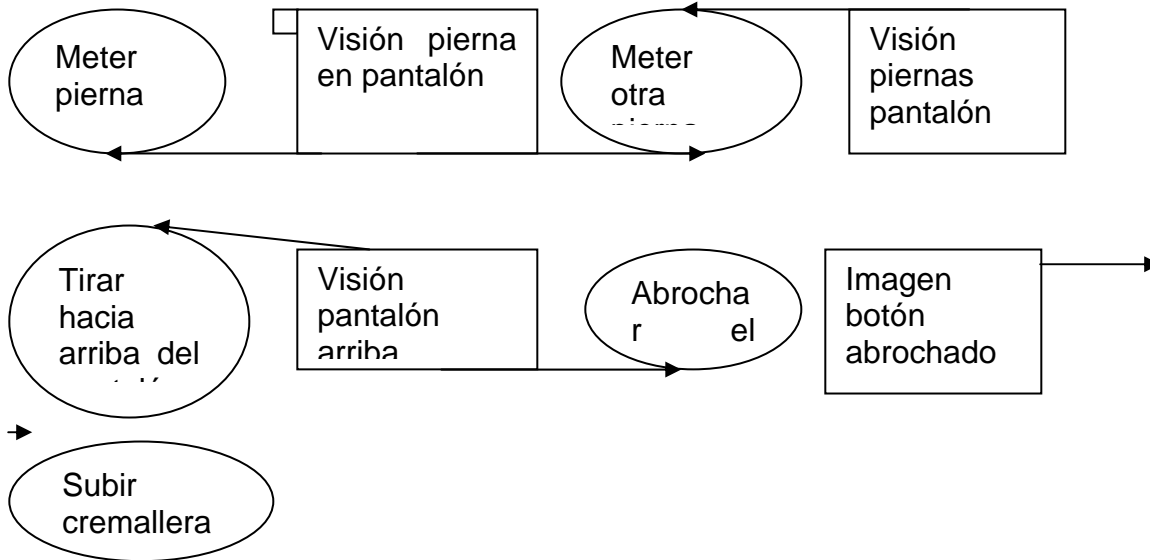 Meter
pierna
Visión pierna
en pantalón
Meter
otra
Visión
piernas
pantalón
Tirar
hacia
arriba del
Visión
pantalón
arriba
Abrocha
r el
Imagen
botón
abrochado
Subir
cremallera